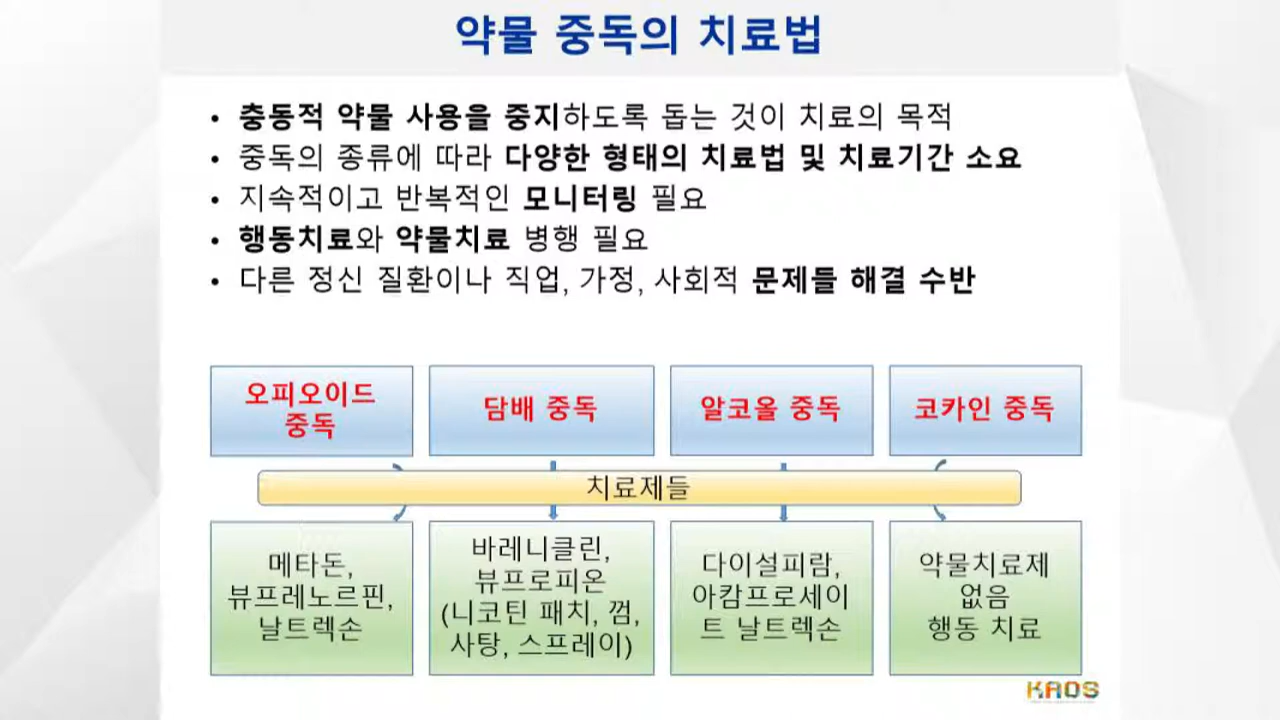 약물 중독의 치료법
• 충동적 약물 사용을 중지하도록 돕는 것이 치료의 목적
• 중독의 종류에 따라 다양한 형태의 치료법 및 치료기간 소요
• 지속적이고 반복적인 모니터링 필요
• 행동치료와 약물치료 병행 필요
• 다른 정신 질환이나 직업, 가정, 사회적 문제들 해결 수반
오피오이드
중독
담배 중독
알코올 중독
코카인 중독
치료제들
메타돈,
뷰프레노르핀,
날트렉손
바레니클린,
뷰프로피온
(니코틴 패치, 껌,
사탕, 스프레이)
다이설피람,
아캄프로세이
트 날트렉손
약물치료제
없음
행동 치료
KAOS